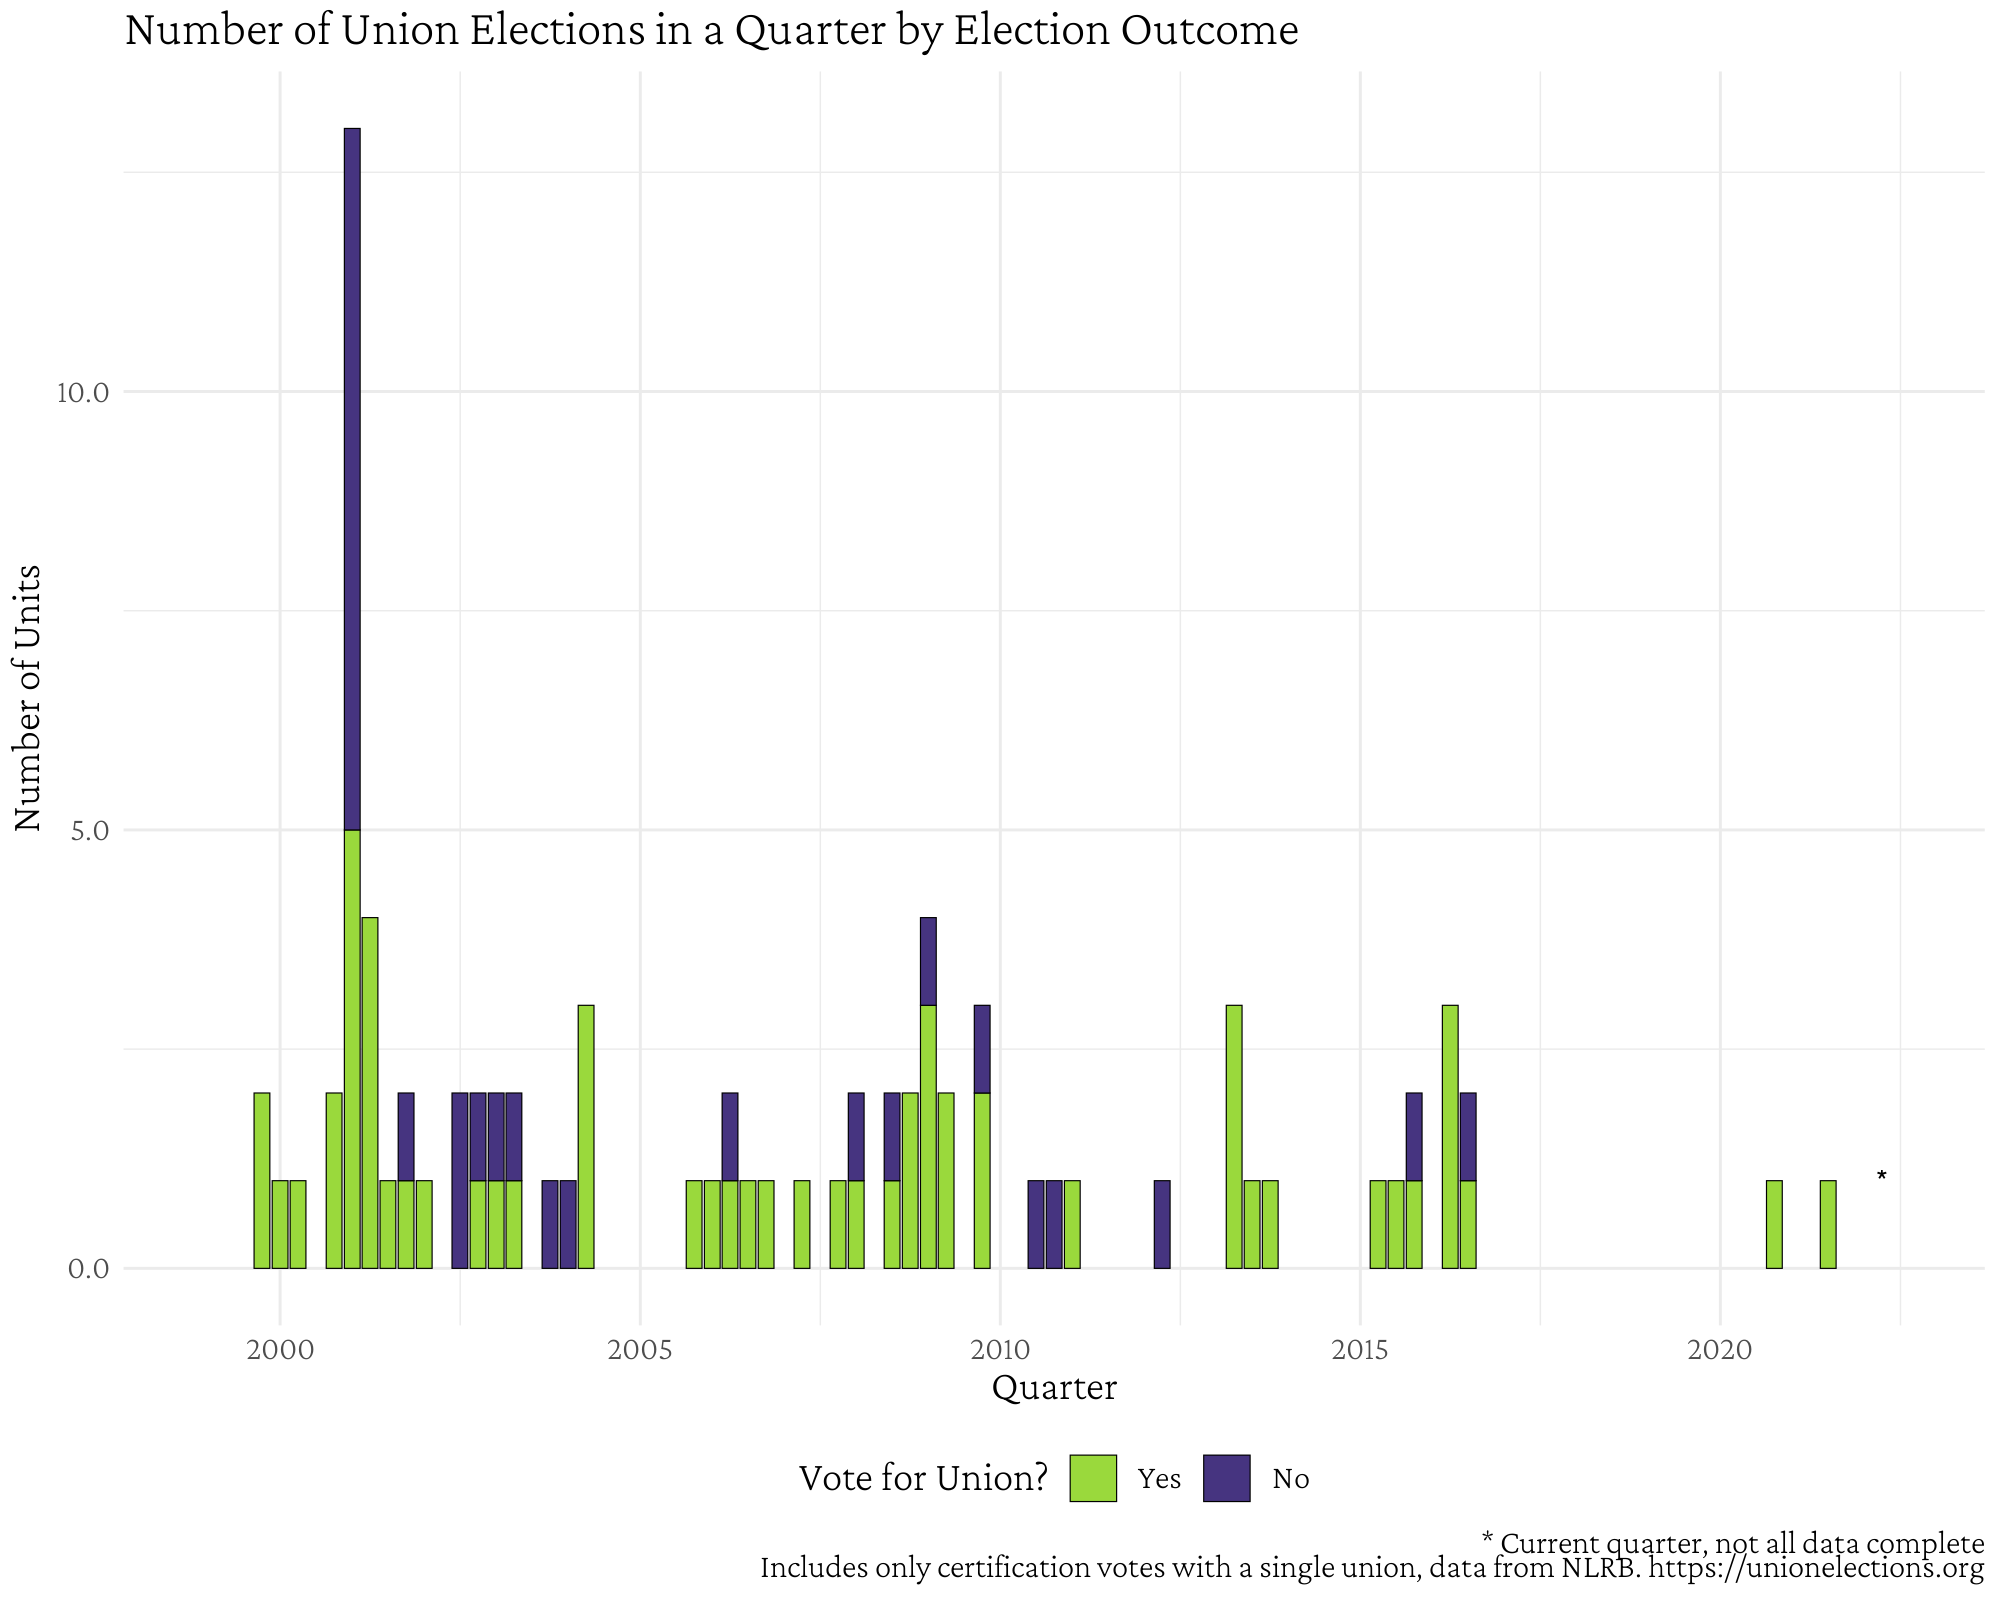 Number of Union Elections in a Quarter by Election Outcome
Number of Units
10.0
5.0
0.0
*
2000 2005 2010 2015 2020
Quarter
Vote for Union? Yes No
* Current quarter, not all data complete
Includes only certification votes with a single union, data from NLRB. https://unionelections.org